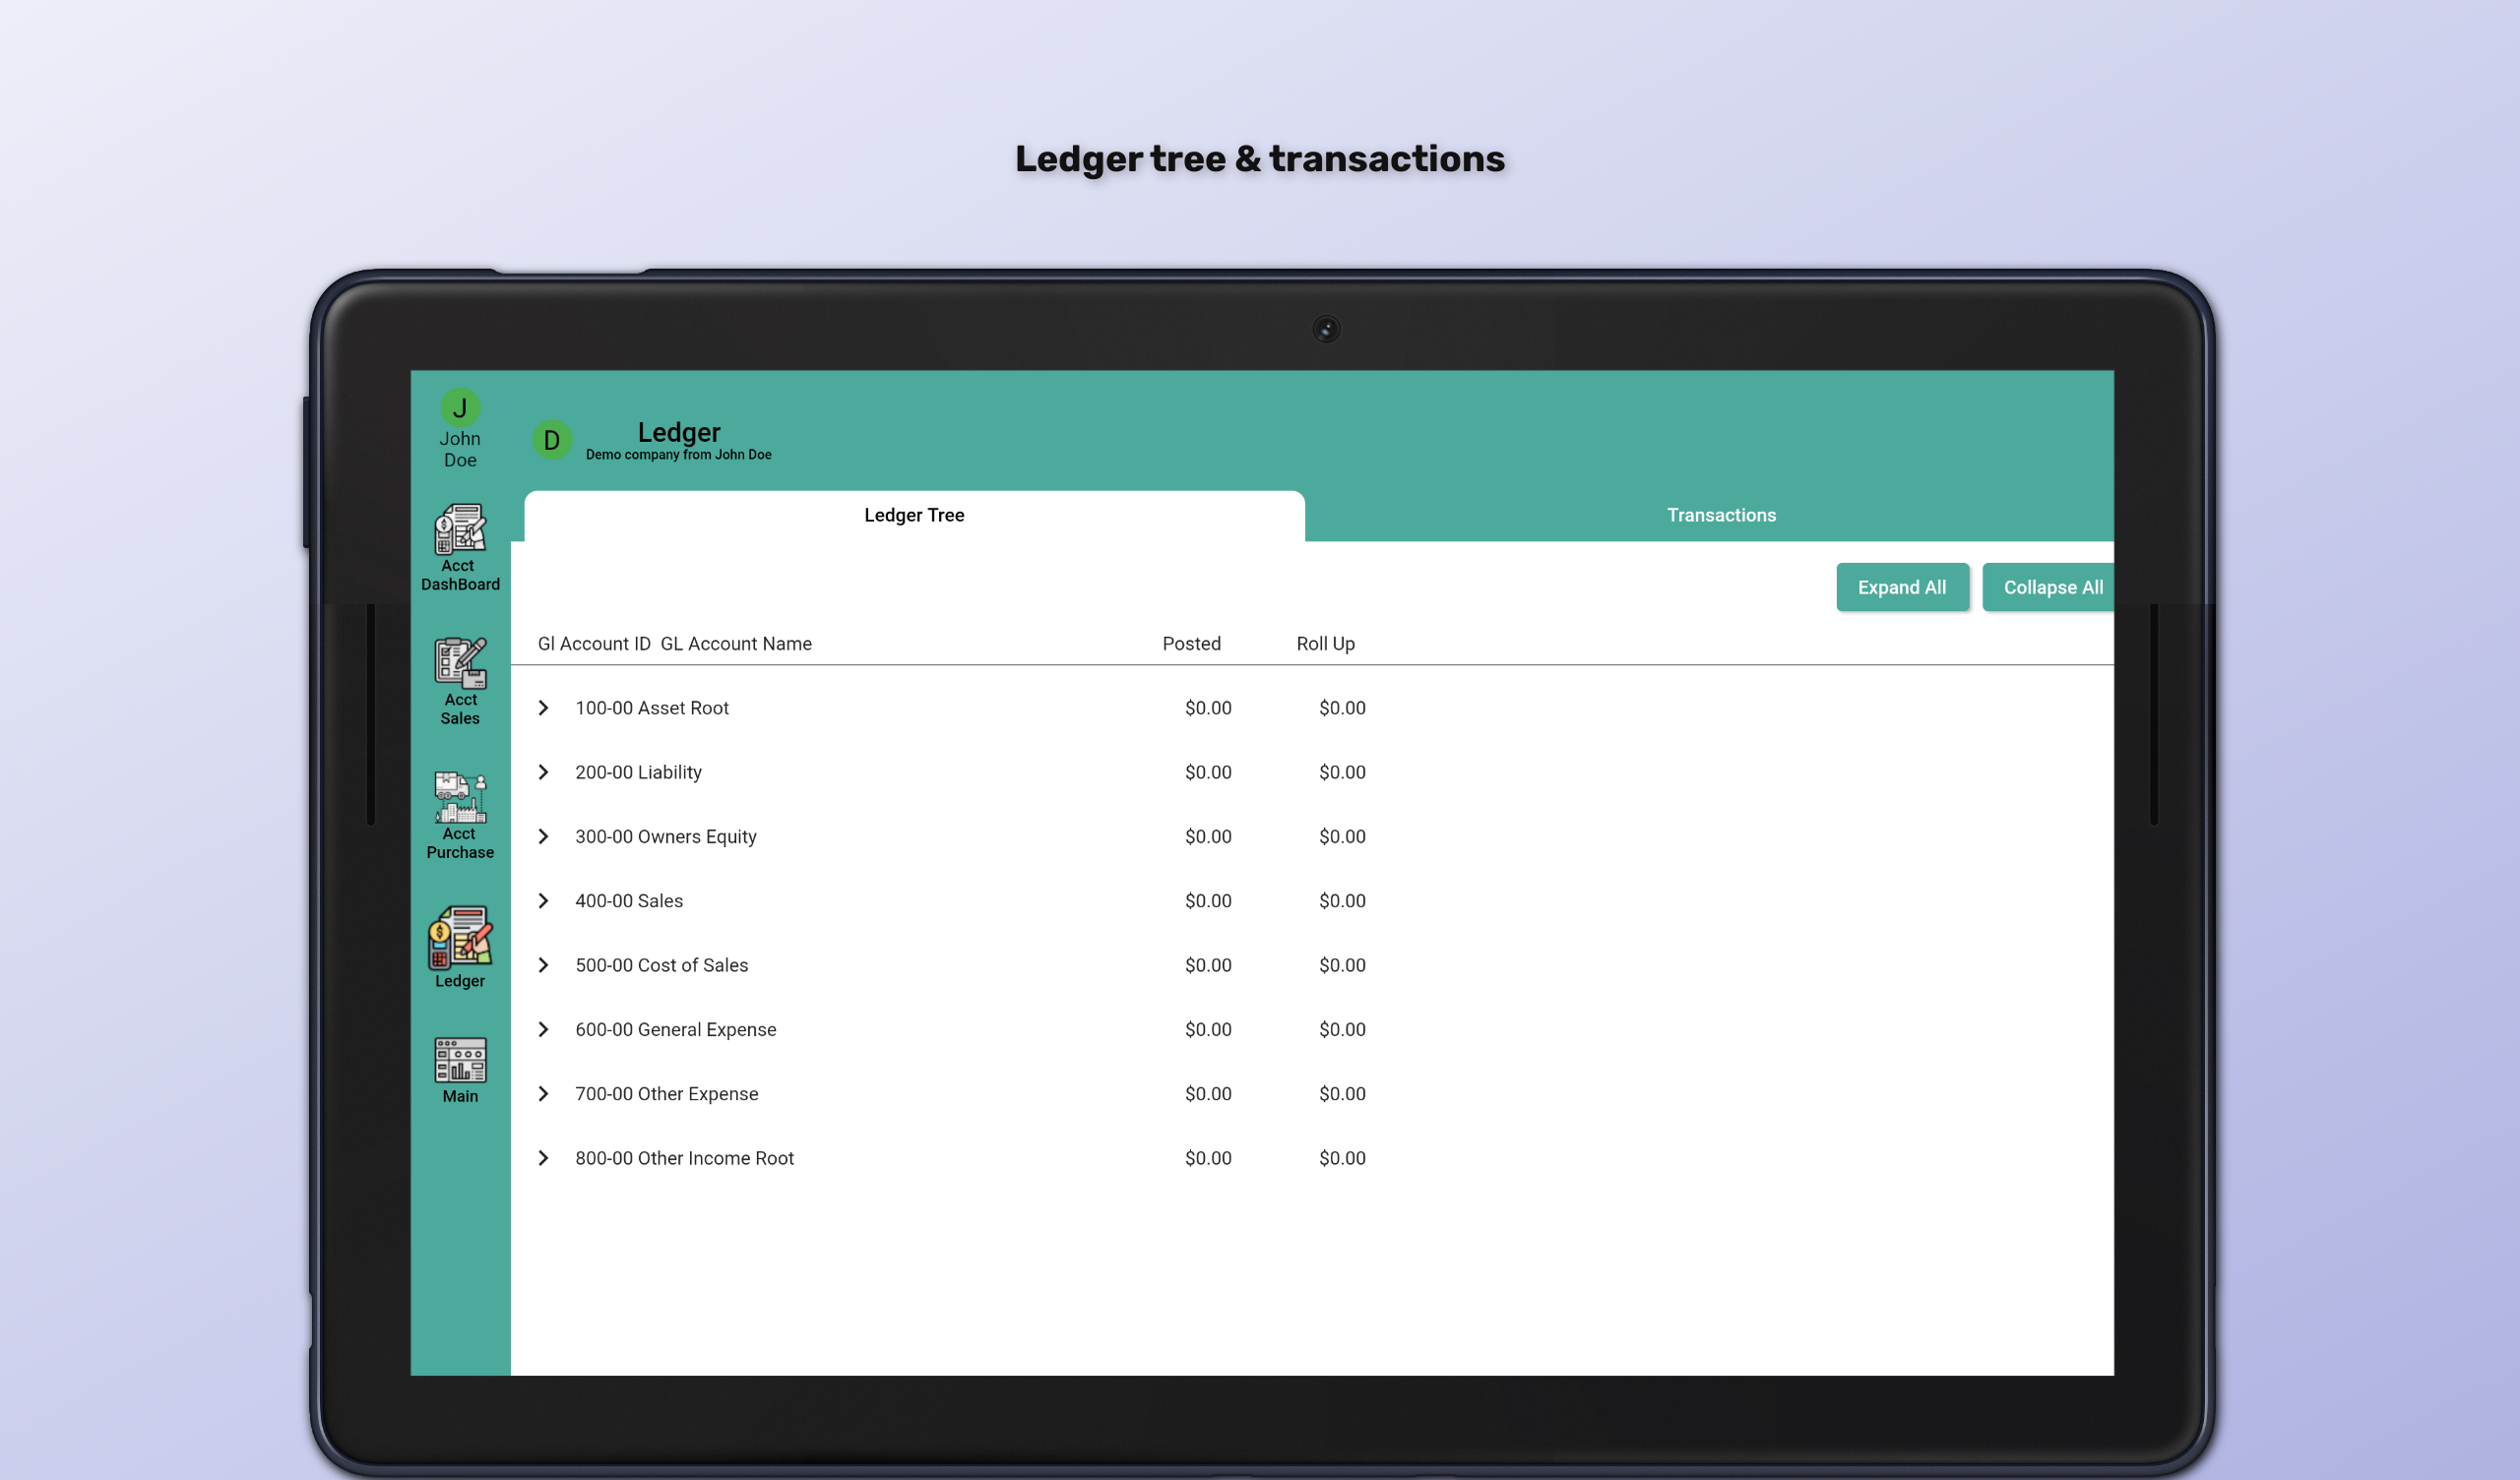 Ledger tree & transactions
J
John
Doe
D
Ledger
Demo company from John Doe
Acct
DashBoard
Acct
Sales
Acct
Purchase
Ledger
Main
Ledger Tree
Transactions
Expand All
Collapse All
Gl Account ID GL Account Name Posted Roll Up
100-00 Asset Root $0.00 $0.00
200-00 Liability $0.00 $0.00
300-00 Owners Equity $0.00 $0.00
400-00 Sales $0.00 $0.00
500-00 Cost of Sales $0.00 $0.00
600-00 General Expense $0.00 $0.00
700-00 Other Expense $0.00 $0.00
800-00 Other Income Root $0.00 $0.00